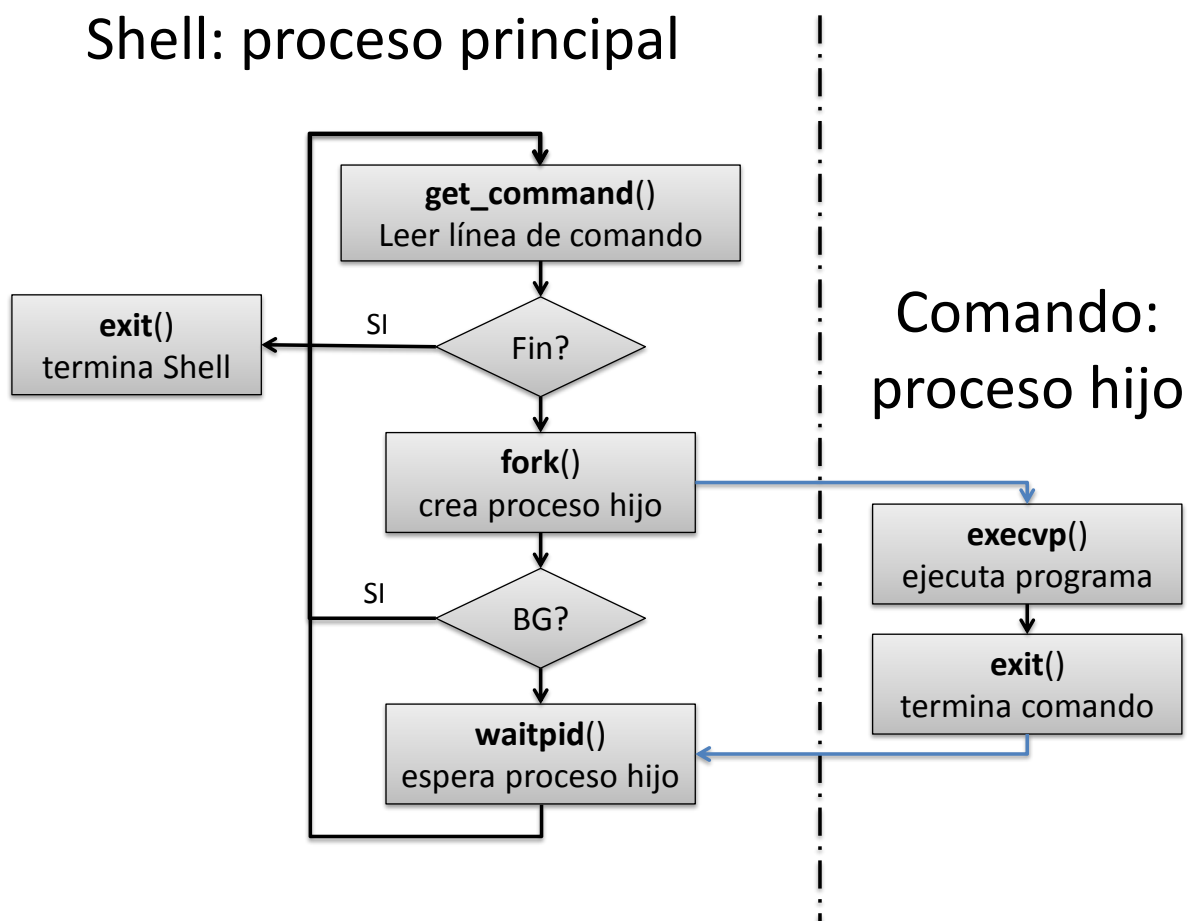 Shell: proceso principal
get_command()
Leer línea de comando
exit()
termina Shell
SI
Fin?
Comando:
proceso hijo
fork()
crea proceso hijo
execvp()
ejecuta programa
SI
BG?
exit()
termina comando
waitpid()
espera proceso hijo